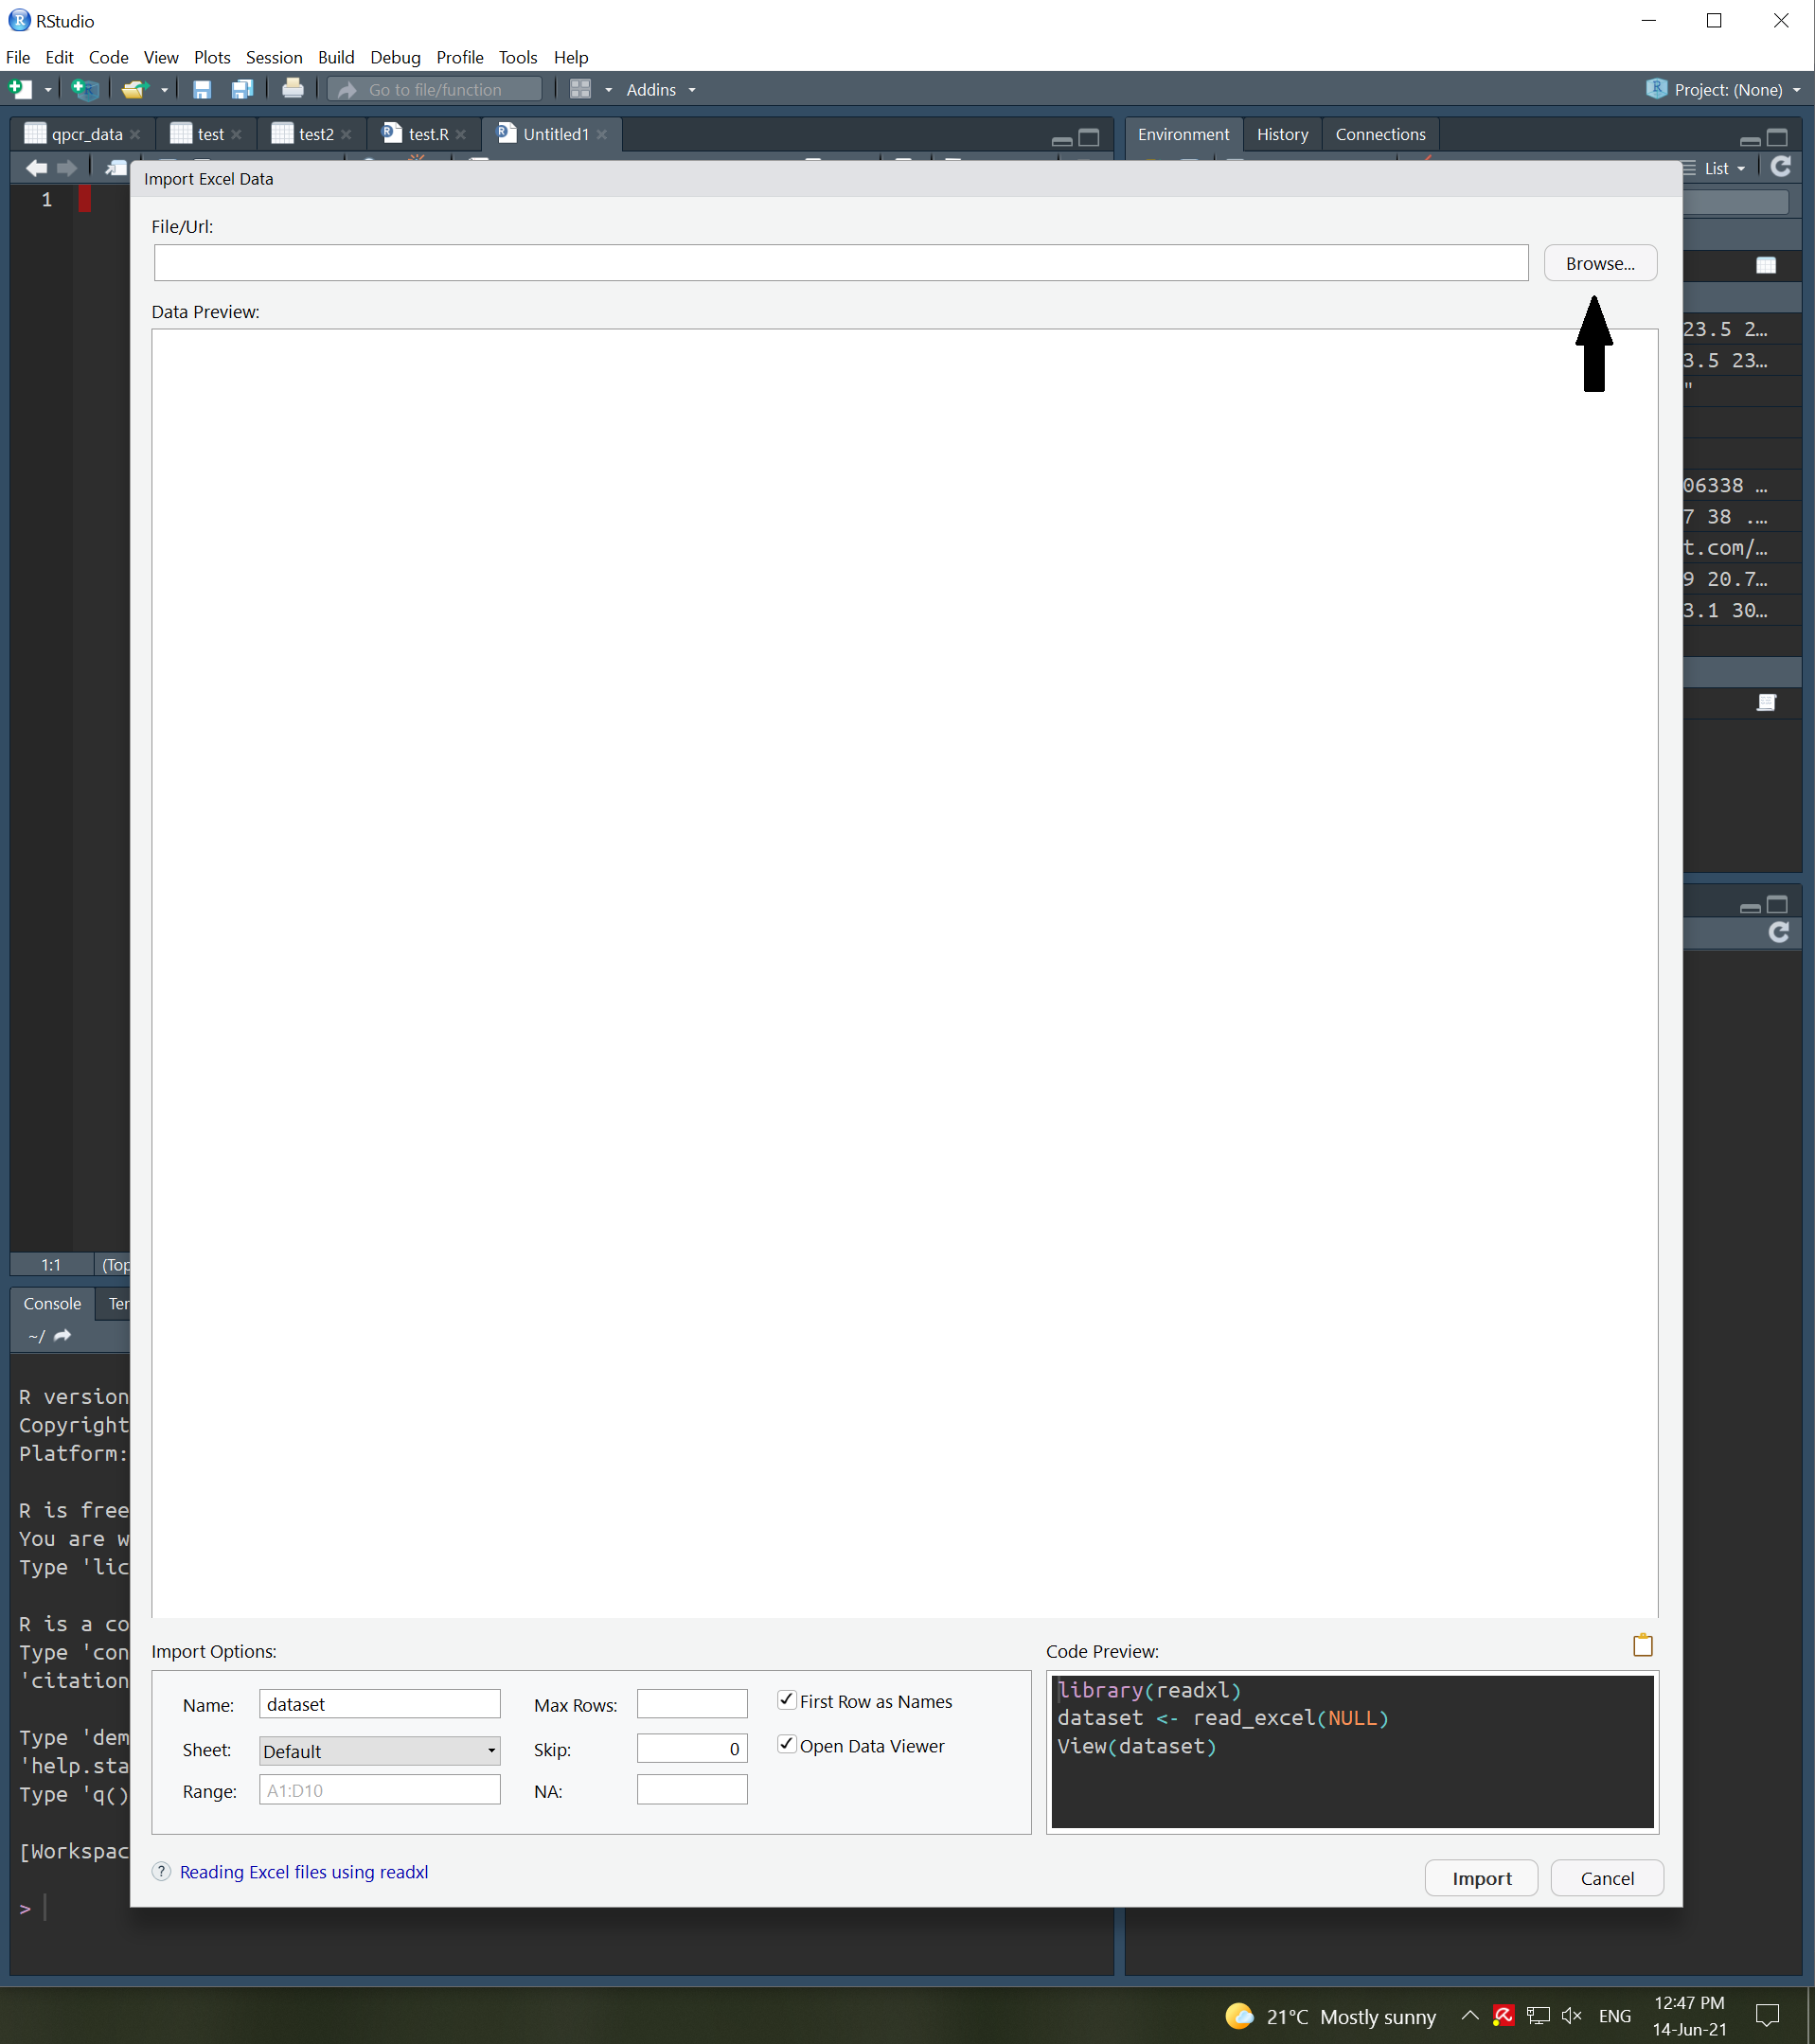 RStudio
File Edit Code View Plots Session Build Debug Profile Tools Help
Go to file/function Addins Project: (None)
qpcr_data test test2 test.R Untitled1
Environment History Connections
List
1
Import Excel Data
File/Url:
Browse...
Data Preview:
23.5 2…
3.5 23…
"
06338 …
7 38 .…
t.com/…
9 20.7…
3.1 30…
1:1 (Top
Console Ter
~/
R version
Copyright
Platform:
R is free
You are w
Type 'lic
R is a co
Type 'con
'citation
Type 'dem
'help.sta
Type 'q()
[Workspac
>
Import Options:
Name: dataset Max Rows: First Row as Names
Sheet: Default Skip: 0 Open Data Viewer
Range: A1:D10 NA:
Code Preview:
library(readxl)
dataset <- read_excel(NULL)
View(dataset)
? Reading Excel files using readxl
Import Cancel
21°C Mostly sunny ENG 12:47 PM
14-Jun-21